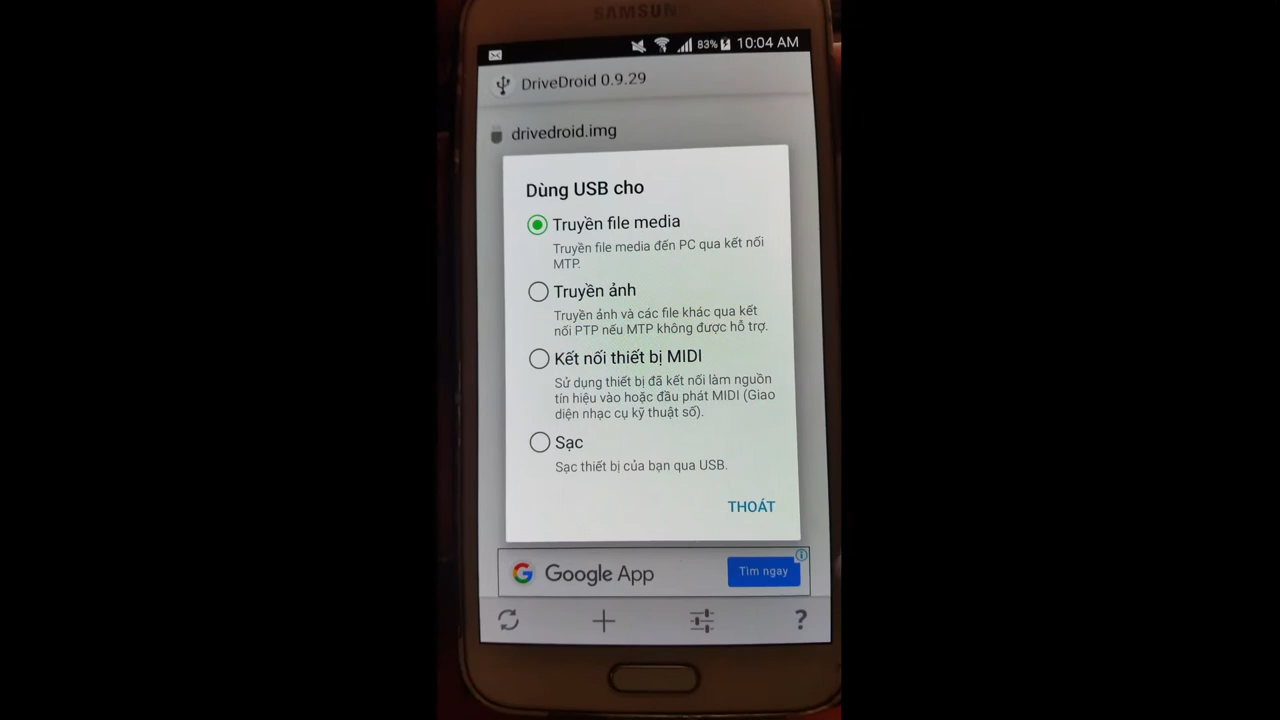 SAMSUNG
83% 10:04 AM
DriveDroid 0.9.29
drivedroid.img
Dùng USB cho
Truyền file media
Truyền file media đến PC qua kết nối
MTP.
Truyền ảnh
Truyền ảnh và các file khác qua kết
nối PTP nếu MTP không được hỗ trợ.
Kết nối thiết bị MIDI
Sử dụng thiết bị đã kết nối làm nguồn
tín hiệu vào hoặc đầu phát MIDI (Giao
diện nhạc cụ kỹ thuật số).
Sạc
Sạc thiết bị của bạn qua USB.
THOÁT
Google App
Tìm ngay
?